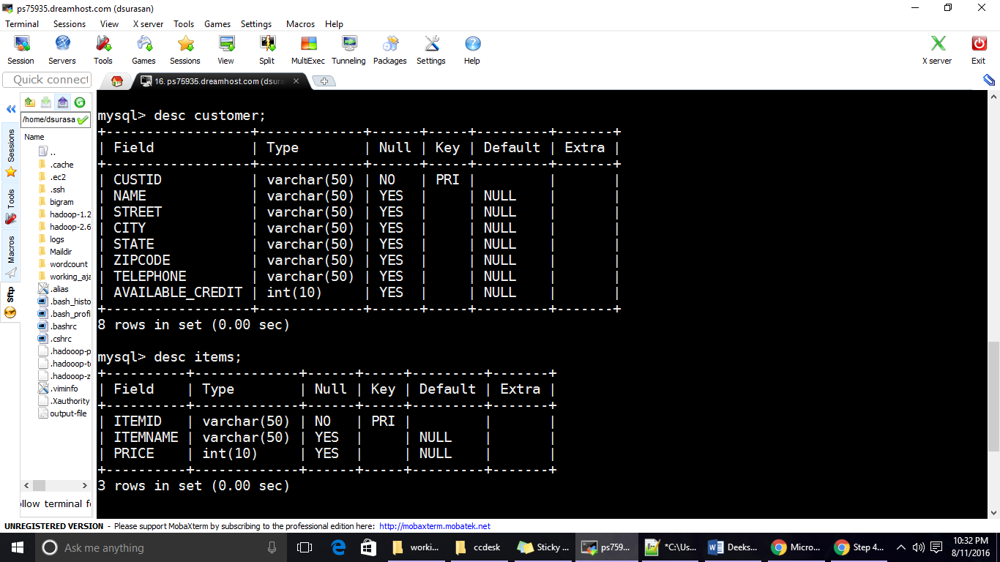 ps75935.dreamhost.com (dsurasan)
Terminal Sessions View X server Tools Games Settings Macros Help
Session Servers Tools Games Sessions View Split MultiExec Tunneling Packages Settings Help X server Exit
Quick connect
16. ps75935.dreamhost.com (dsura
/home/dsurasa
Name
..
.cache
.ec2
.ssh
bigram
hadoop-1.2
hadoop-2.6
logs
Maildir
wordcount
working_aja
.alias
.bash_histo
.bash_profi
.bashrc
.cshrc
.hadooop-p
.hadooop-t
.hadooop-z
.viminfo
.Xauthority
output-file
Sessions
Tools
Macros
Sftp
ollow terminal fo
mysql> desc customer;
+------------------+-------------+------+-----+---------+-------+
| Field            | Type        | Null | Key | Default | Extra |
+------------------+-------------+------+-----+---------+-------+
| CUSTID           | varchar(50) | NO   | PRI |         |       |
| NAME             | varchar(50) | YES  |     | NULL    |       |
| STREET           | varchar(50) | YES  |     | NULL    |       |
| CITY             | varchar(50) | YES  |     | NULL    |       |
| STATE            | varchar(50) | YES  |     | NULL    |       |
| ZIPCODE          | varchar(50) | YES  |     | NULL    |       |
| TELEPHONE        | varchar(50) | YES  |     | NULL    |       |
| AVAILABLE_CREDIT | int(10)     | YES  |     | NULL    |       |
+------------------+-------------+------+-----+---------+-------+
8 rows in set (0.00 sec)
mysql> desc items;
+----------+-------------+------+-----+---------+-------+
| Field    | Type        | Null | Key | Default | Extra |
+----------+-------------+------+-----+---------+-------+
| ITEMID   | varchar(50) | NO   | PRI |         |       |
| ITEMNAME | varchar(50) | YES  |     | NULL    |       |
| PRICE    | int(10)     | YES  |     | NULL    |       |
+----------+-------------+------+-----+---------+-------+
3 rows in set (0.00 sec)
UNREGISTERED VERSION - Please support MobaXterm by subscribing to the professional edition here: http://mobaxterm.mobatek.net
Ask me anything
worki...
ccdesk
Sticky ...
ps759...
*C:\Us...
Deeks...
Micro...
Step 4...
10:32 PM
8/11/2016